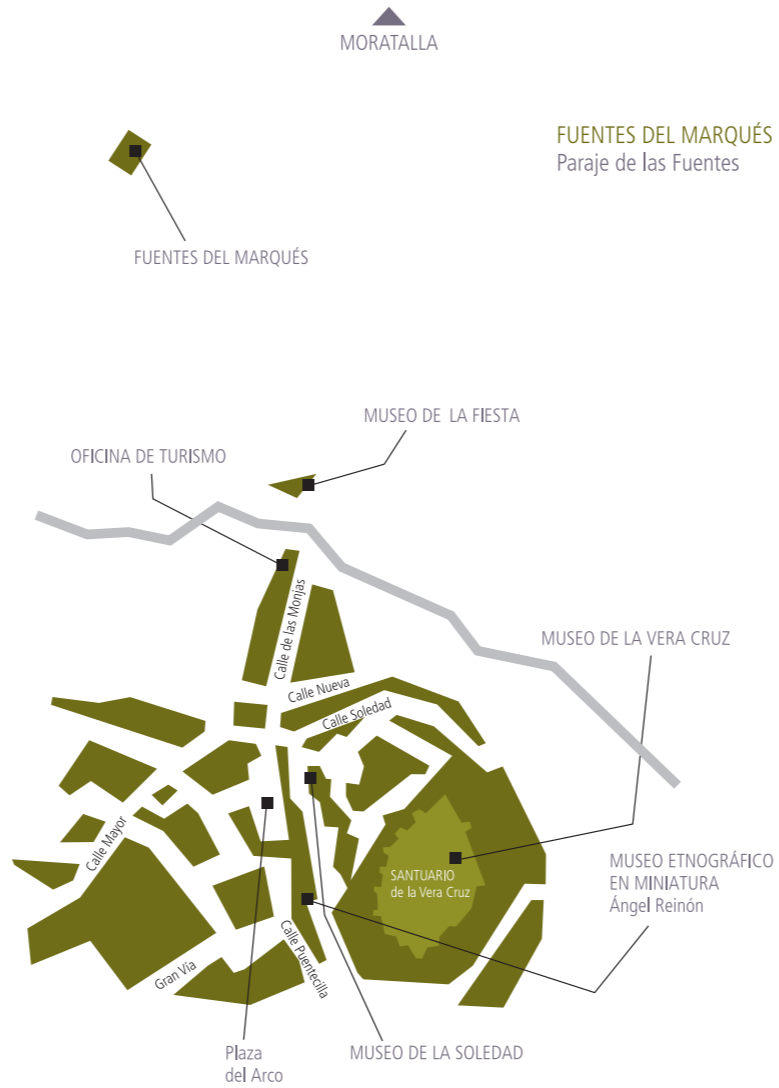 MORATALLA
FUENTES DEL MARQUÉS
Paraje de las Fuentes
FUENTES DEL MARQUÉS
MUSEO DE LA FIESTA
OFICINA DE TURISMO
MUSEO DE LA VERA CRUZ
Calle de las Monjas
Calle Nueva
Calle Soledad
Calle Mayor
SANTUARIO
de la Vera Cruz
MUSEO ETNOGRÁFICO
EN MINIATURA
Ángel Reinón
Gran Vía
Calle Puentecilla
Plaza
del Arco
MUSEO DE LA SOLEDAD